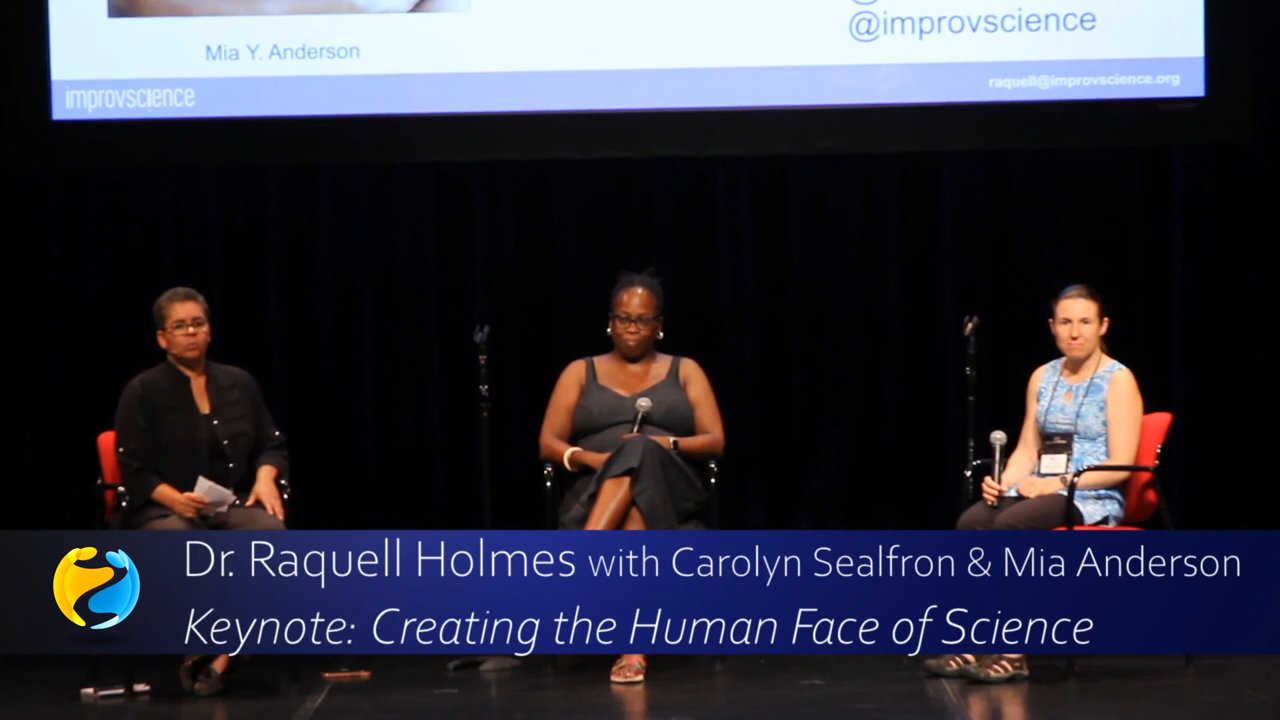 @improvscience
Mia Y. Anderson
improvscience
raquell@improvscience.org
Dr. Raquell Holmes with Carolyn Sealfron & Mia Anderson
Keynote: Creating the Human Face of Science